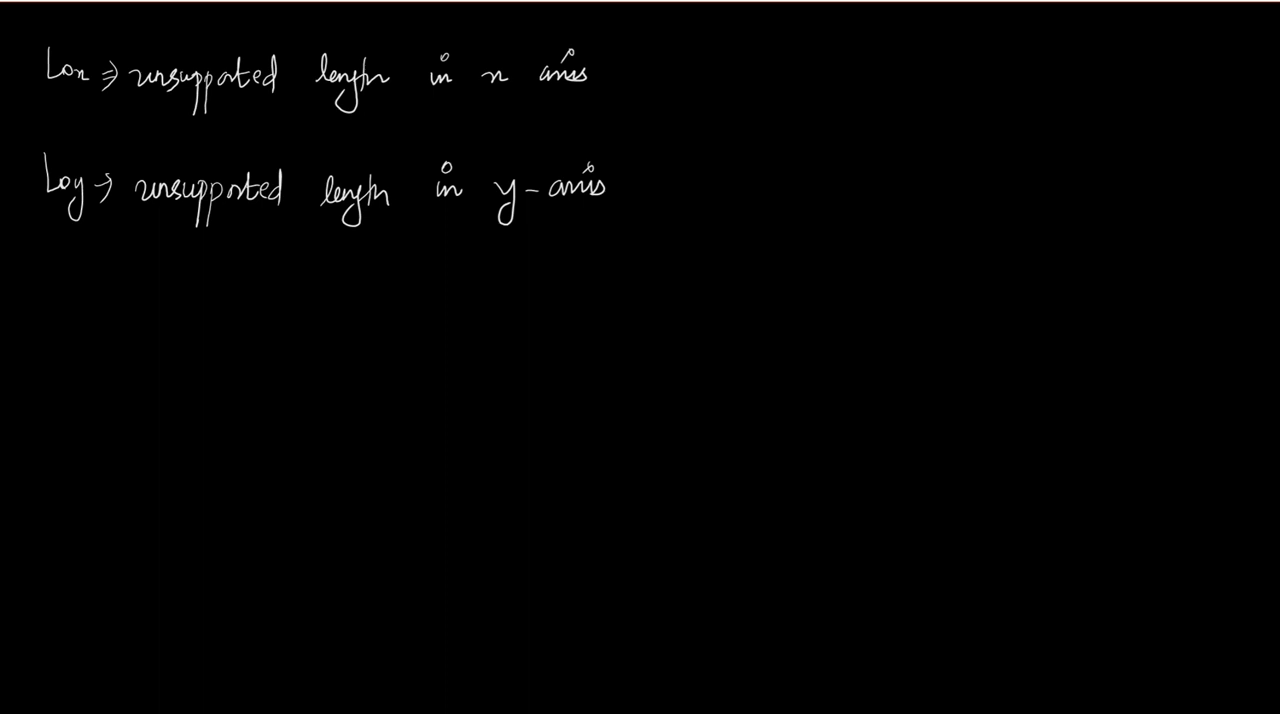 Lox ⇒ unsupported length in x axis
Loy → unsupported length in y-axis